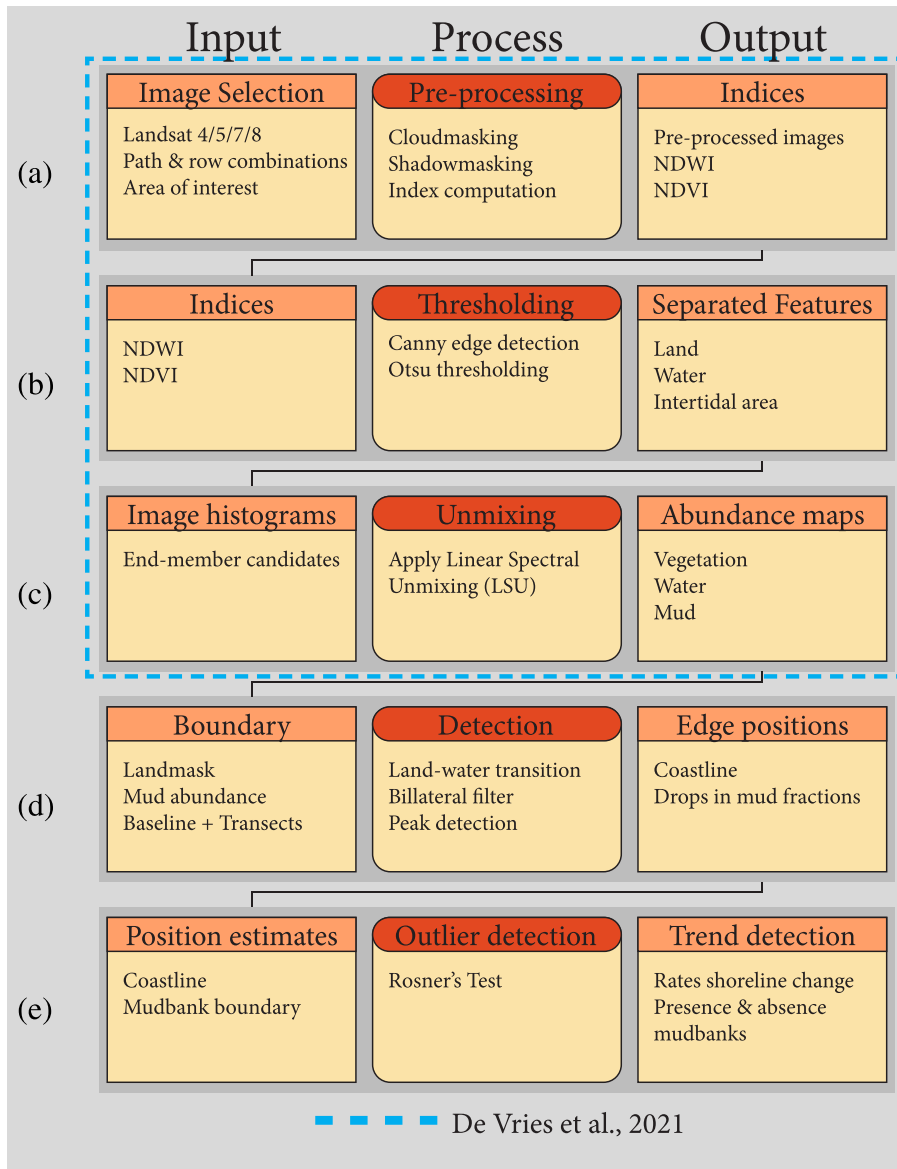 Input
Process
Output
(a)
Image Selection
Landsat 4/5/7/8
Path & row combinations
Area of interest
Pre-processing
Cloudmasking
Shadowmasking
Index computation
Indices
Pre-processed images
NDWI
NDVI
(b)
Indices
NDWI
NDVI
Thresholding
Canny edge detection
Otsu thresholding
Separated Features
Land
Water
Intertidal area
(c)
Image histograms
End-member candidates
Unmixing
Apply Linear Spectral
Unmixing (LSU)
Abundance maps
Vegetation
Water
Mud
(d)
Boundary
Landmask
Mud abundance
Baseline + Transects
Detection
Land-water transition
Billateral filter
Peak detection
Edge positions
Coastline
Drops in mud fractions
(e)
Position estimates
Coastline
Mudbank boundary
Outlier detection
Rosner's Test
Trend detection
Rates shoreline change
Presence & absence
mudbanks
De Vries et al., 2021